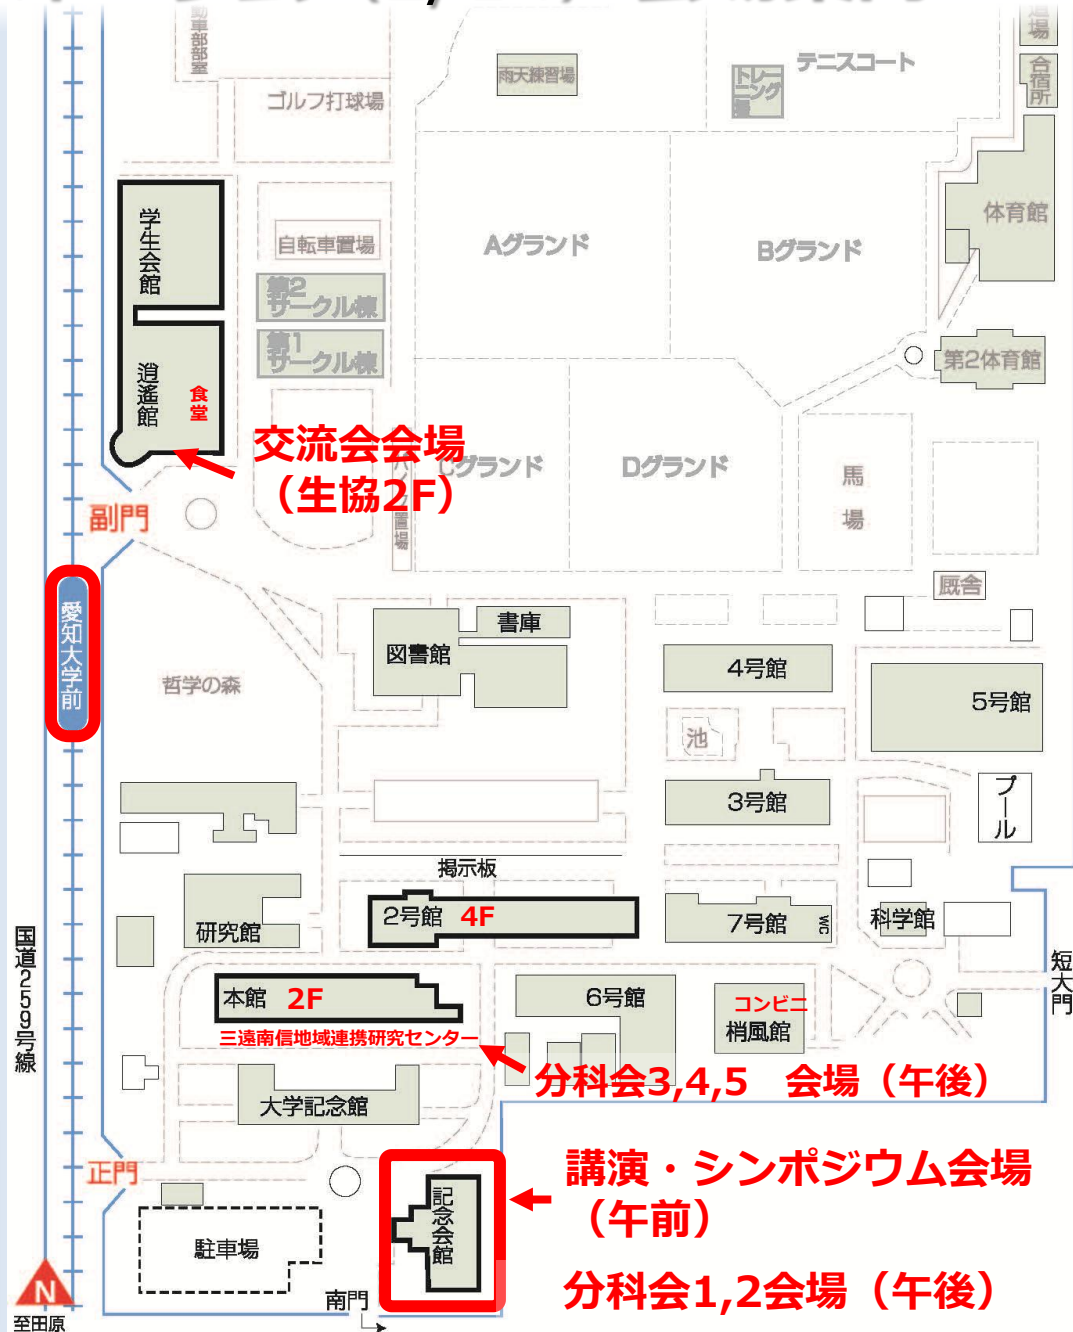 動車部部室
ゴルフ打球場
雨天練習場
テニスコート
トレーニング
場
合宿所
体育館
学生会館
自転車置場
Aグランド
Bグランド
第2
サークル棟
第1
サークル棟
第2体育館
逍遙館
食堂
交流会会場
（生協2F）
Cグランド
Dグランド
置場
馬場
副門
厩舎
愛知大学前
書庫
図書館
哲学の森
4号館
5号館
池
3号館
プール
掲示板
2号館 4F
7号館
WC
科学館
研究館
国道259号線
短大門
本館 2F
6号館
コンビニ
梢風館
三遠南信地域連携研究センター
分科会3,4,5 会場（午後）
大学記念館
正門
講演・シンポジウム会場
（午前）
記念会館
駐車場
分科会1,2会場（午後）
N
南門
至田原